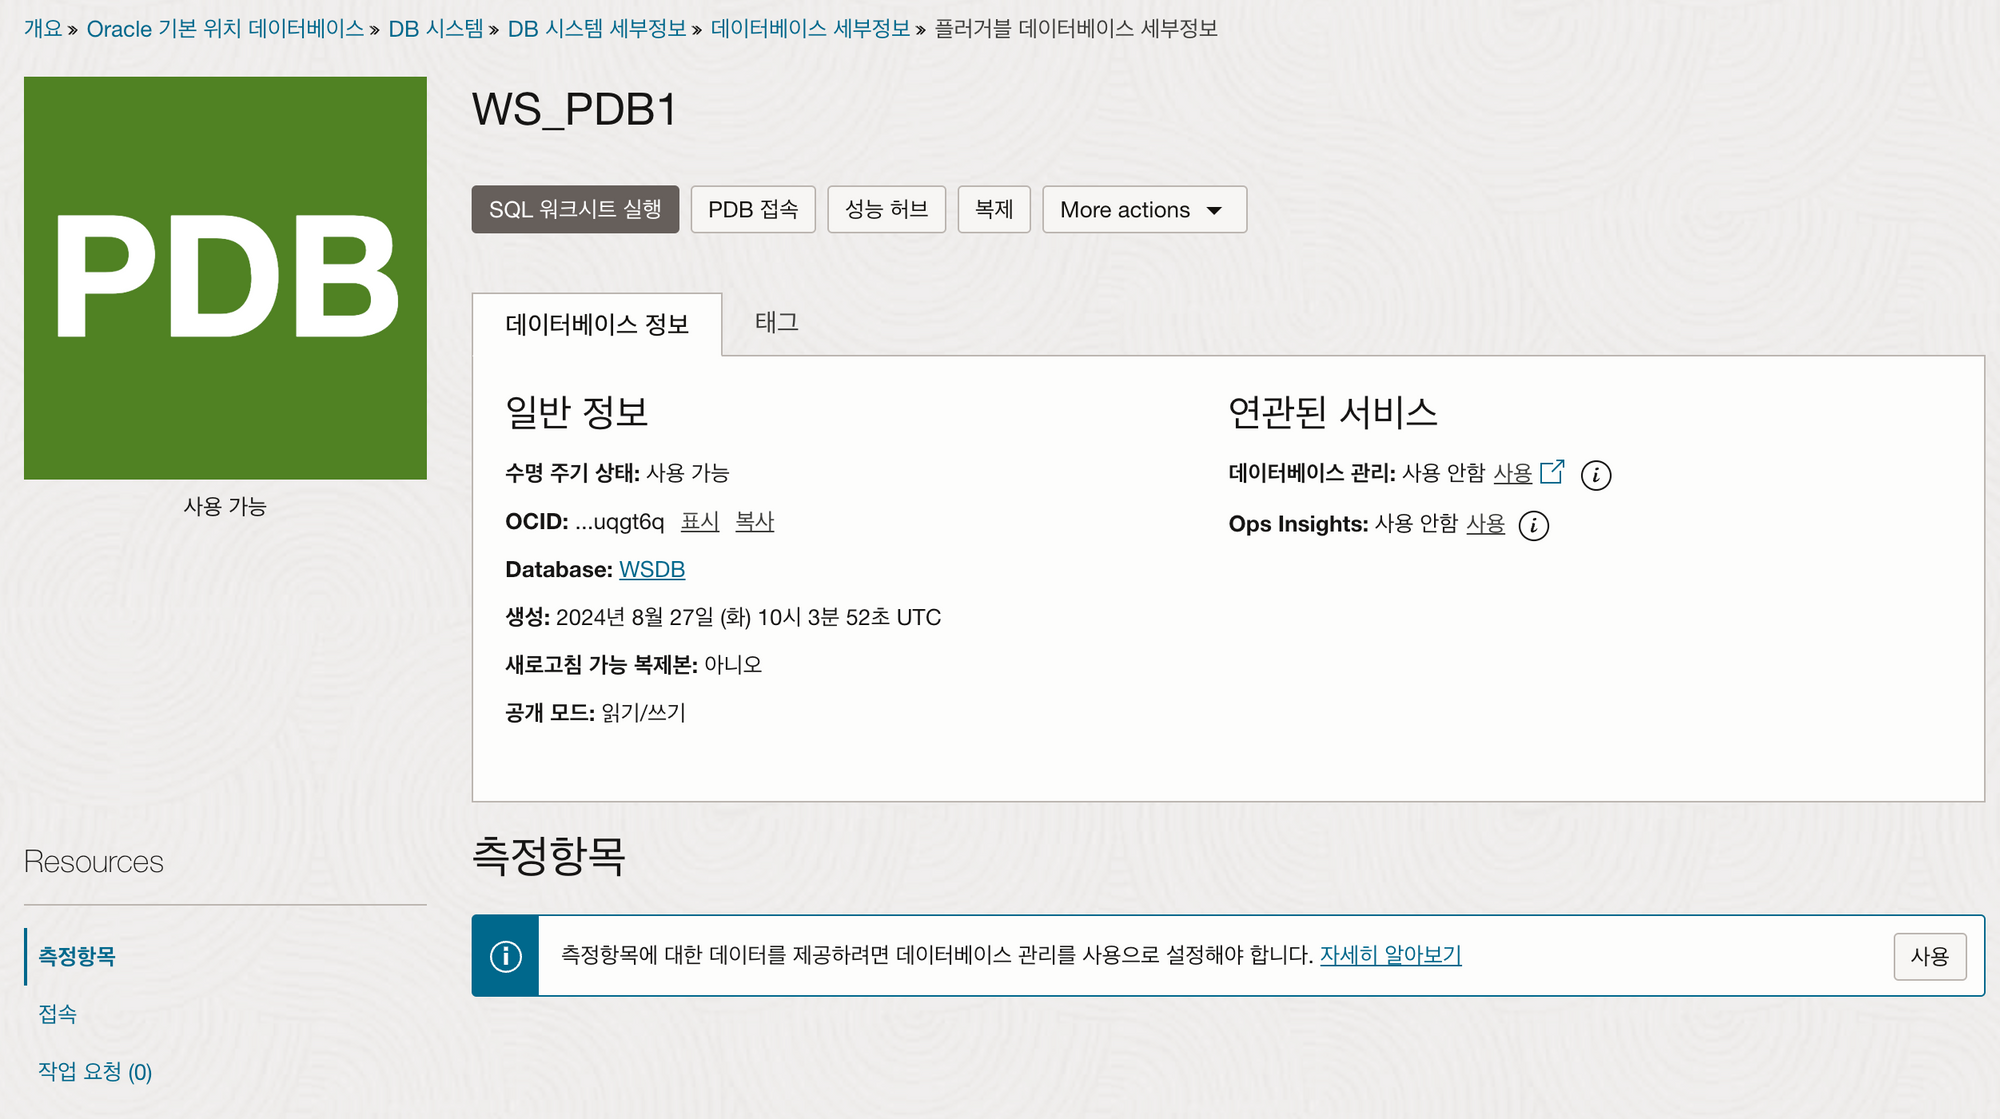 개요 » Oracle 기본 위치 데이터베이스 » DB 시스템 » DB 시스템 세부정보 » 데이터베이스 세부정보 » 플러거블 데이터베이스 세부정보
PDB
사용 가능
WS_PDB1
SQL 워크시트 실행 PDB 접속 성능 허브 복제 More actions
데이터베이스 정보 태그
일반 정보
수명 주기 상태: 사용 가능
OCID: ...uqgt6q 표시 복사
Database: WSDB
생성: 2024년 8월 27일 (화) 10시 3분 52초 UTC
새로고침 가능 복제본: 아니오
공개 모드: 읽기/쓰기
연관된 서비스
데이터베이스 관리: 사용 안함 사용 i
Ops Insights: 사용 안함 사용 i
Resources
측정항목
접속
작업 요청 (0)
측정항목
i 측정항목에 대한 데이터를 제공하려면 데이터베이스 관리를 사용으로 설정해야 합니다. 자세히 알아보기 사용